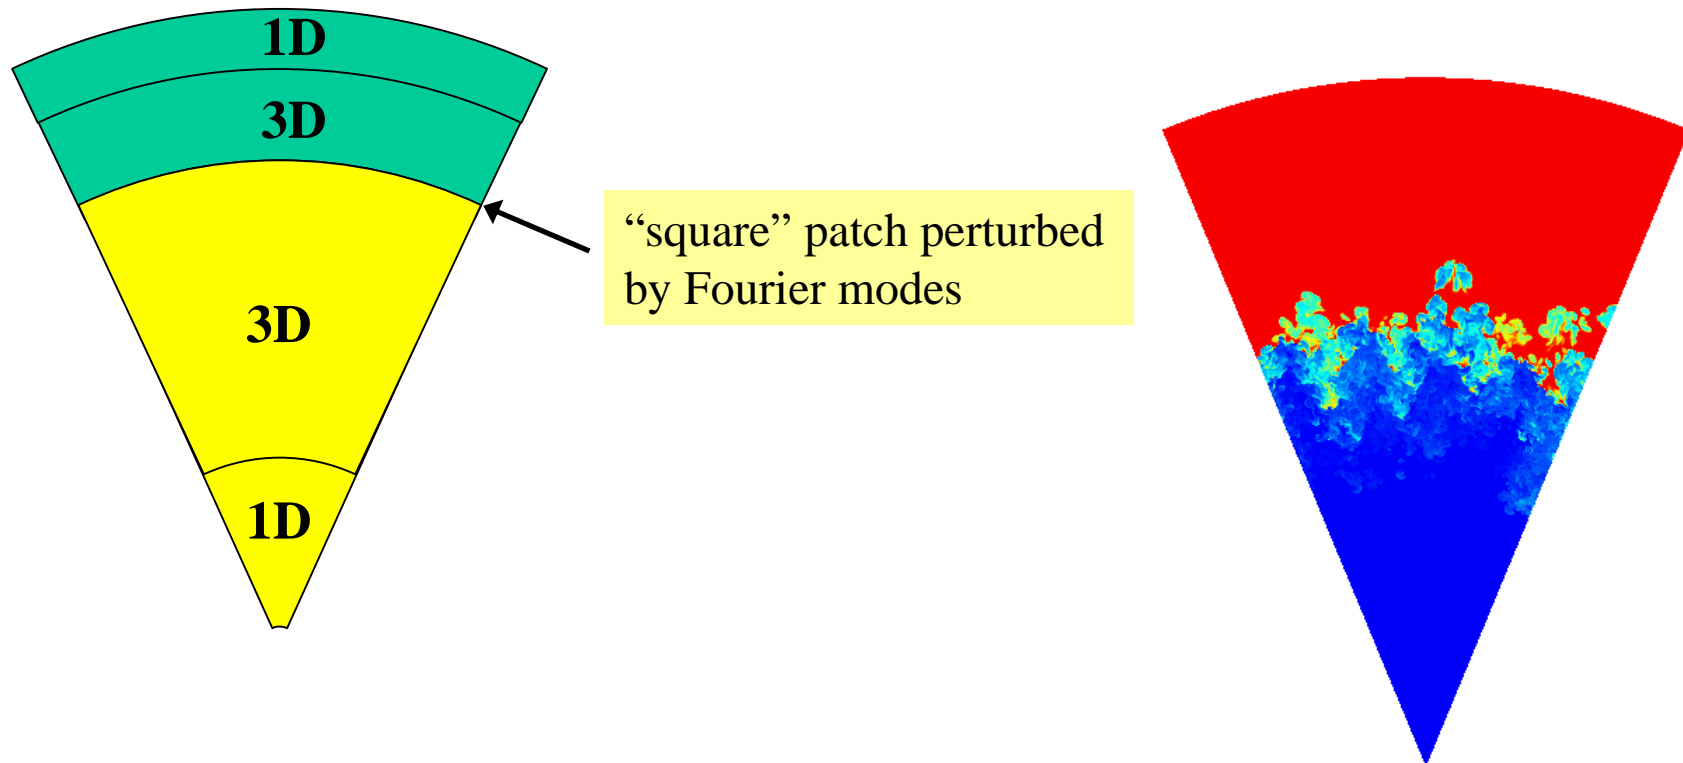 1D
3D
3D
1D
“square” patch perturbed
by Fourier modes